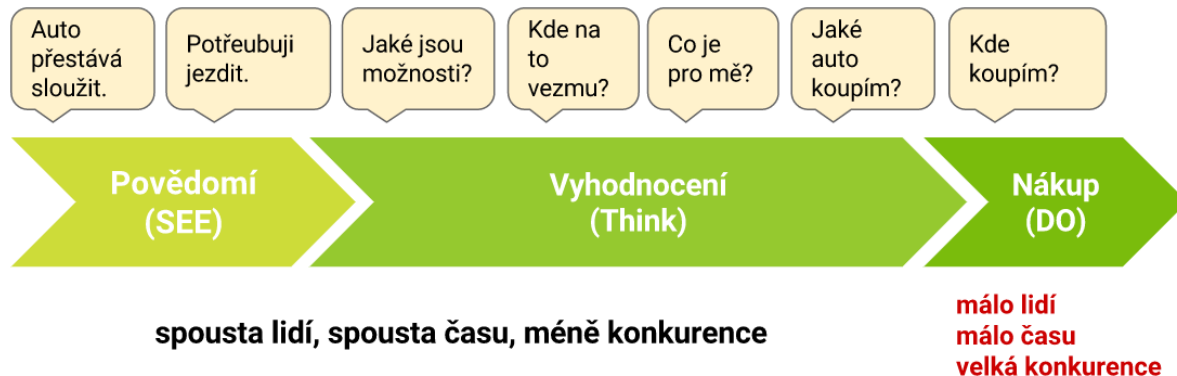 Auto
přestává
sloužit.
Potřeubuji
jezdit.
Jaké jsou
možnosti?
Kde na
to
vezmu?
Co je
pro mě?
Jaké
auto
koupím?
Kde
koupím?
Povědomí
(SEE)
Vyhodnocení
(Think)
Nákup
(DO)
spousta lidí, spousta času, méně konkurence
málo lidí
málo času
velká konkurence